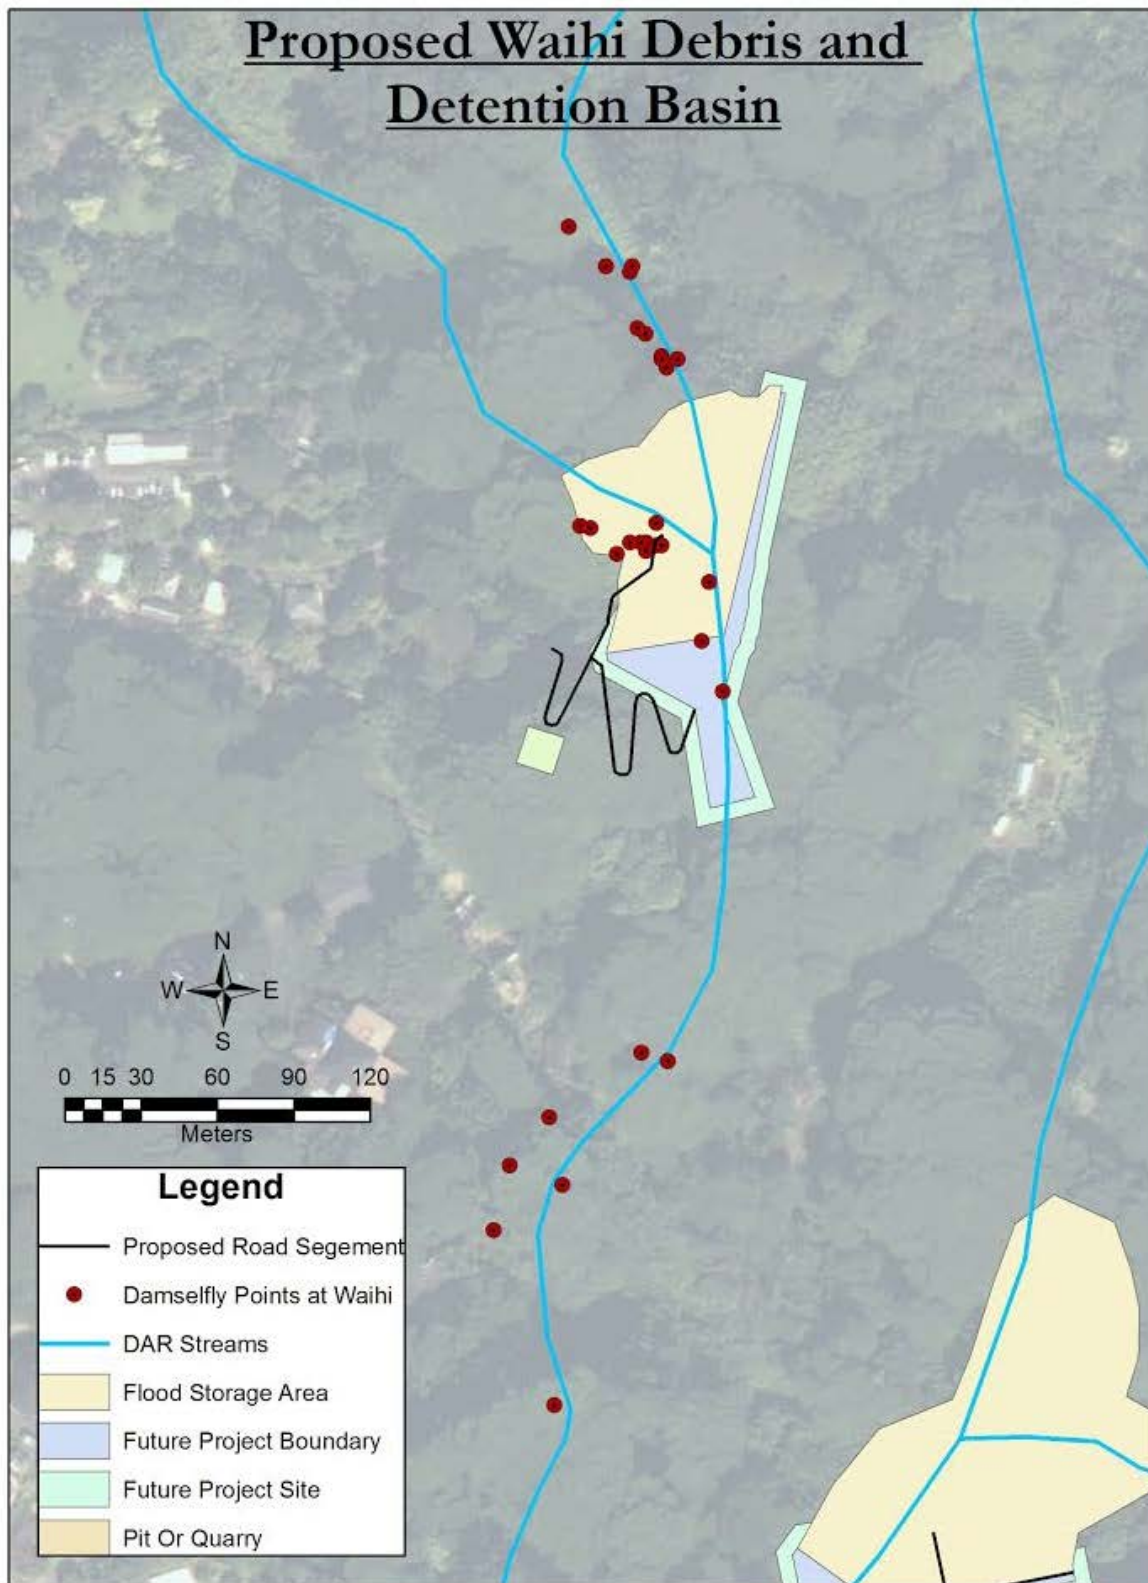 Proposed Waihi Debris and
Detention Basin
N
W E
S
0 15 30 60 90 120
Meters
Legend
Proposed Road Segement
Damselfly Points at Waihi
DAR Streams
Flood Storage Area
Future Project Boundary
Future Project Site
Pit Or Quarry